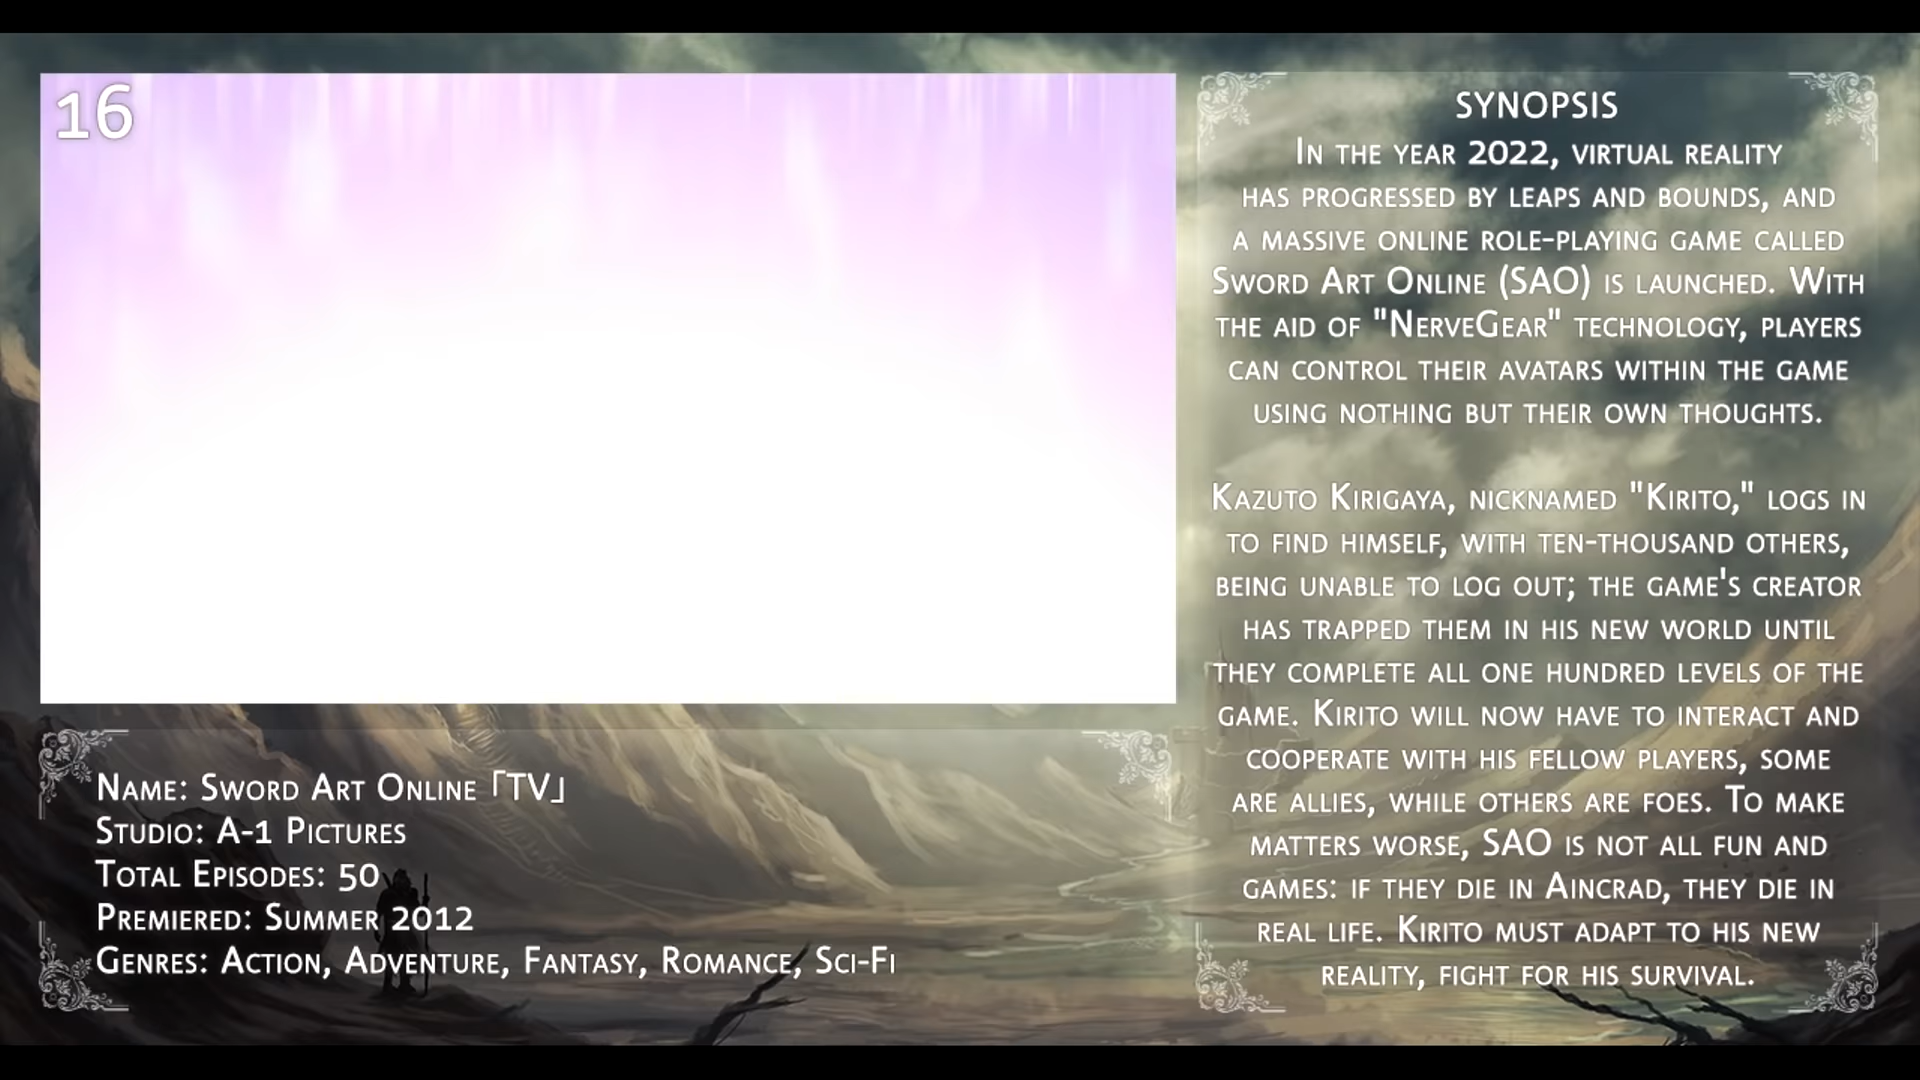 16
SYNOPSIS
In the year 2022, virtual reality
has progressed by leaps and bounds, and
a massive online role-playing game called
Sword Art Online (SAO) is launched. With
the aid of "NerveGear" technology, players
can control their avatars within the game
using nothing but their own thoughts.
Kazuto Kirigaya, nicknamed "Kirito," logs in
to find himself, with ten-thousand others,
being unable to log out; the game's creator
has trapped them in his new world until
they complete all one hundred levels of the
game. Kirito will now have to interact and
cooperate with his fellow players, some
are allies, while others are foes. To make
matters worse, SAO is not all fun and
games: if they die in Aincrad, they die in
real life. Kirito must adapt to his new
reality, fight for his survival.
Name: Sword Art Online「TV」
Studio: A-1 Pictures
Total Episodes: 50
Premiered: Summer 2012
Genres: Action, Adventure, Fantasy, Romance, Sci-Fi